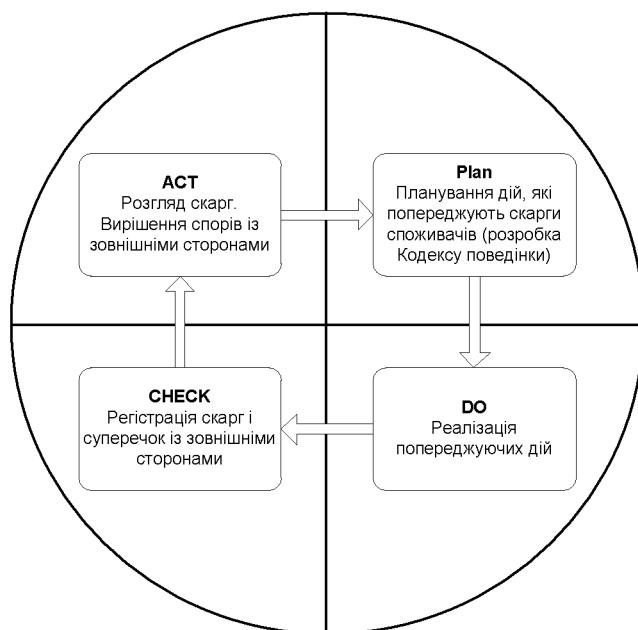 ACT
Розгляд скарг.
Вирішення спорів із
зовнішніми сторонами
Plan
Планування дій, які
попереджують скарги
споживачів (розробка
Кодексу поведінки)
CHECK
Регістрація скарг і
суперечок із зовнішніми
сторонами
DO
Реалізація
попереджуючих дій